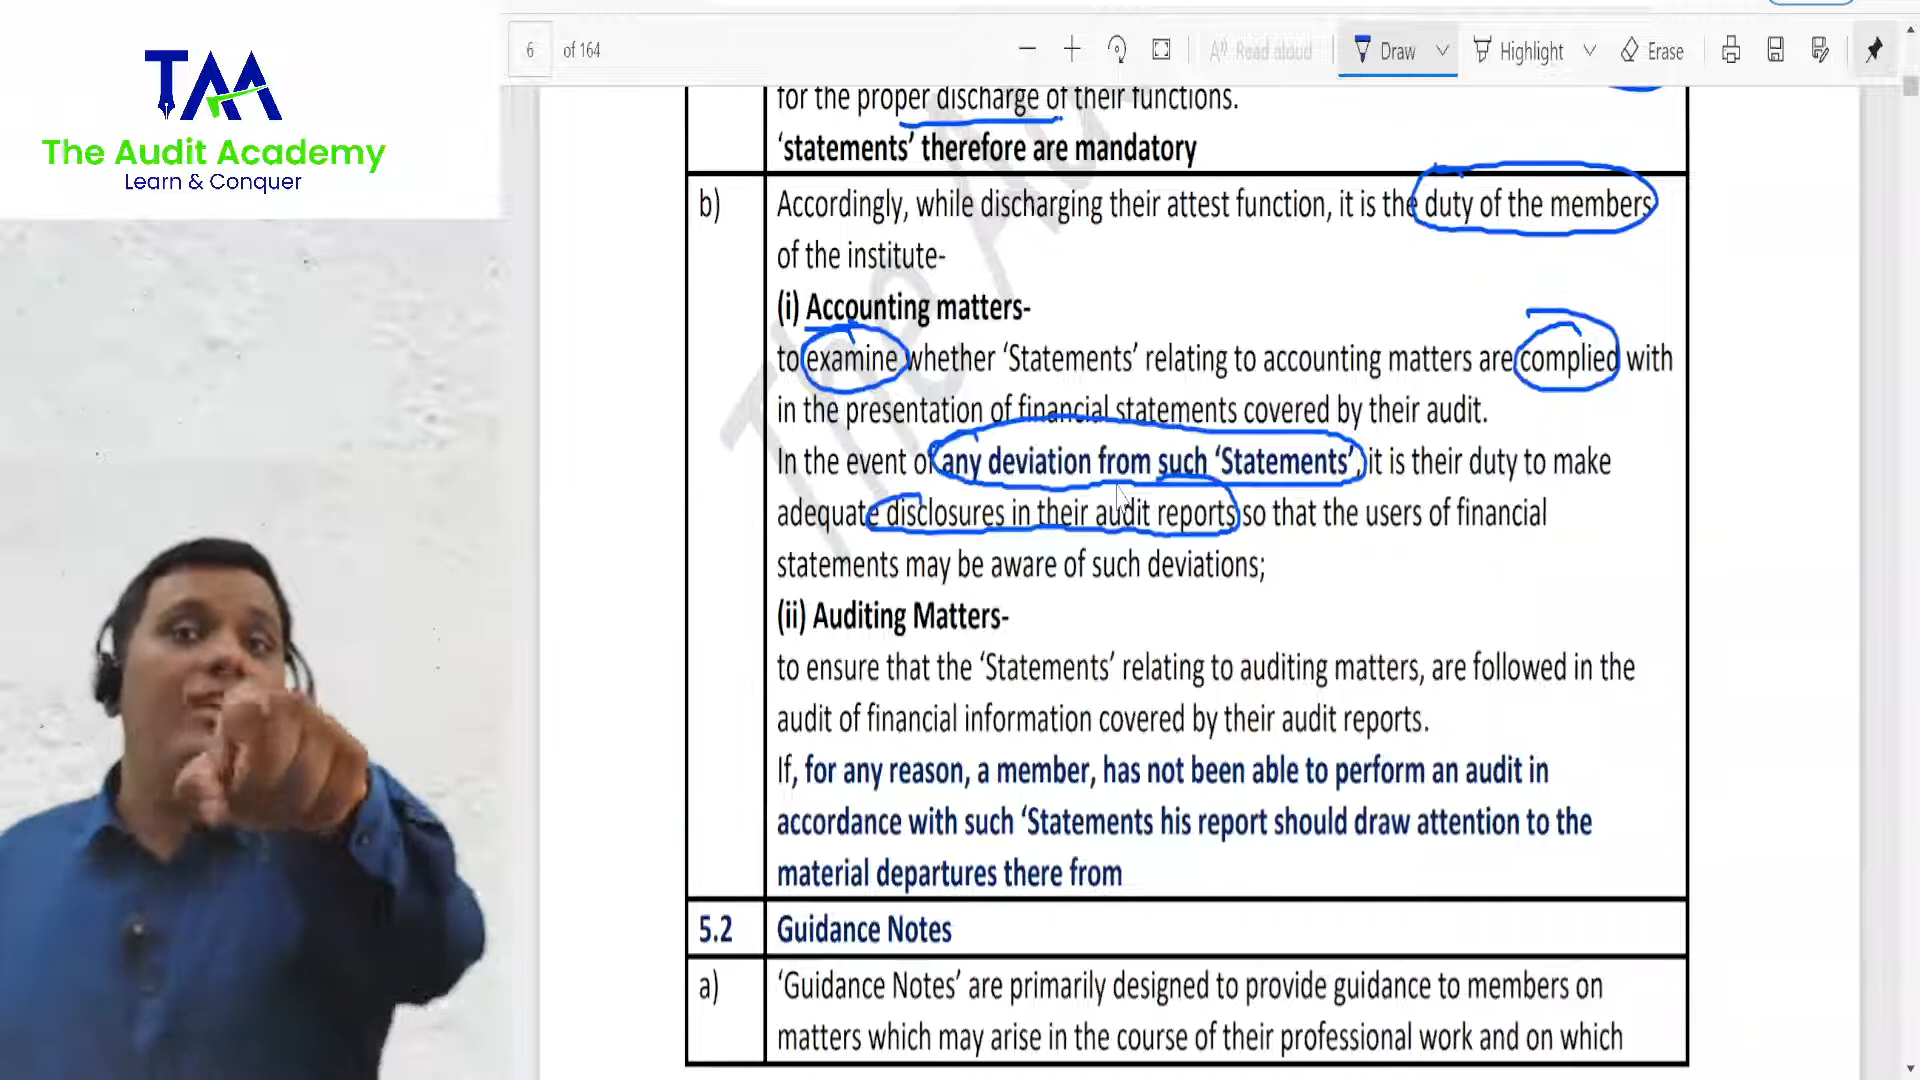 TAA
The Audit Academy
Learn & Conquer
6 of 164
Read aloud
Draw
Highlight
Erase
for the proper discharge of their functions.
‘statements’ therefore are mandatory
b) Accordingly, while discharging their attest function, it is the duty of the members
of the institute-
(i) Accounting matters-
to examine whether ‘Statements’ relating to accounting matters are complied with
in the presentation of financial statements covered by their audit.
In the event of any deviation from such ‘Statements’, it is their duty to make
adequate disclosures in their audit reports so that the users of financial
statements may be aware of such deviations;
(ii) Auditing Matters-
to ensure that the ‘Statements’ relating to auditing matters, are followed in the
audit of financial information covered by their audit reports.
If, for any reason, a member, has not been able to perform an audit in
accordance with such ‘Statements his report should draw attention to the
material departures there from
5.2 Guidance Notes
a) ‘Guidance Notes’ are primarily designed to provide guidance to members on
matters which may arise in the course of their professional work and on which